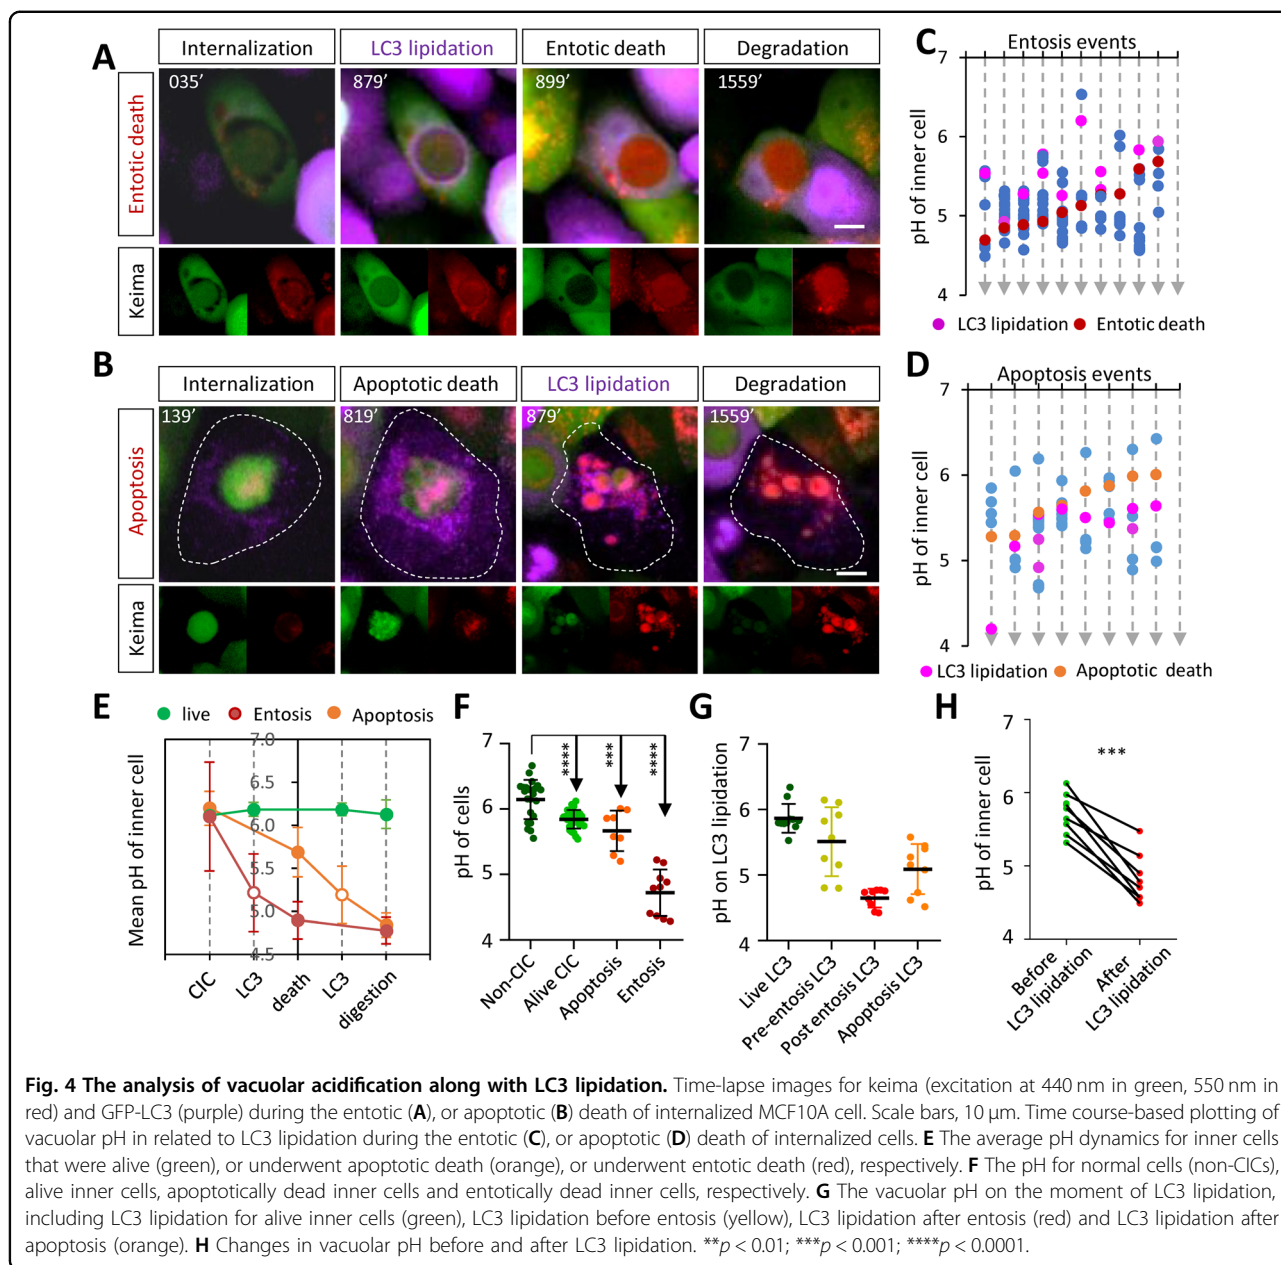 A
Internalization
LC3 lipidation
Entotic death
Degradation
Entotic death
035’
879’
899’
1559’
Keima
B
Internalization
Apoptotic death
LC3 lipidation
Degradation
Apoptosis
139’
819’
879’
1559’
Keima
C
Entosis events
pH of inner cell
7
6
5
4
LC3 lipidation
Entotic death
D
Apoptosis events
pH of inner cell
7
6
5
4
LC3 lipidation
Apoptotic death
E
live
Entosis
Apoptosis
Mean pH of inner cell
7.0
6.0
5.5
5.0
4.5
CIC
LC3
death
LC3
digestion
F
pH of cells
7
6
5
4
****
***
****
Non-CIC
Alive CIC
Apoptosis
Entosis
G
pH on LC3 lipidation
7
6
5
4
Live LC3
Pre-entosis LC3
Post entosis LC3
Apoptosis LC3
H
pH of inner cell
7
6
5
4
***
Before
LC3 lipidation
After
LC3 lipidation
Fig. 4 The analysis of vacuolar acidification along with LC3 lipidation. Time-lapse images for keima (excitation at 440 nm in green, 550 nm in
red) and GFP-LC3 (purple) during the entotic (A), or apoptotic (B) death of internalized MCF10A cell. Scale bars, 10 μm. Time course-based plotting of
vacuolar pH in related to LC3 lipidation during the entotic (C), or apoptotic (D) death of internalized cells. E The average pH dynamics for inner cells
that were alive (green), or underwent apoptotic death (orange), or underwent entotic death (red), respectively. F The pH for normal cells (non-CICs),
alive inner cells, apoptotically dead inner cells and entotically dead inner cells, respectively. G The vacuolar pH on the moment of LC3 lipidation,
including LC3 lipidation for alive inner cells (green), LC3 lipidation before entosis (yellow), LC3 lipidation after entosis (red) and LC3 lipidation after
apoptosis (orange). H Changes in vacuolar pH before and after LC3 lipidation. **p < 0.01; ***p < 0.001; ****p < 0.0001.